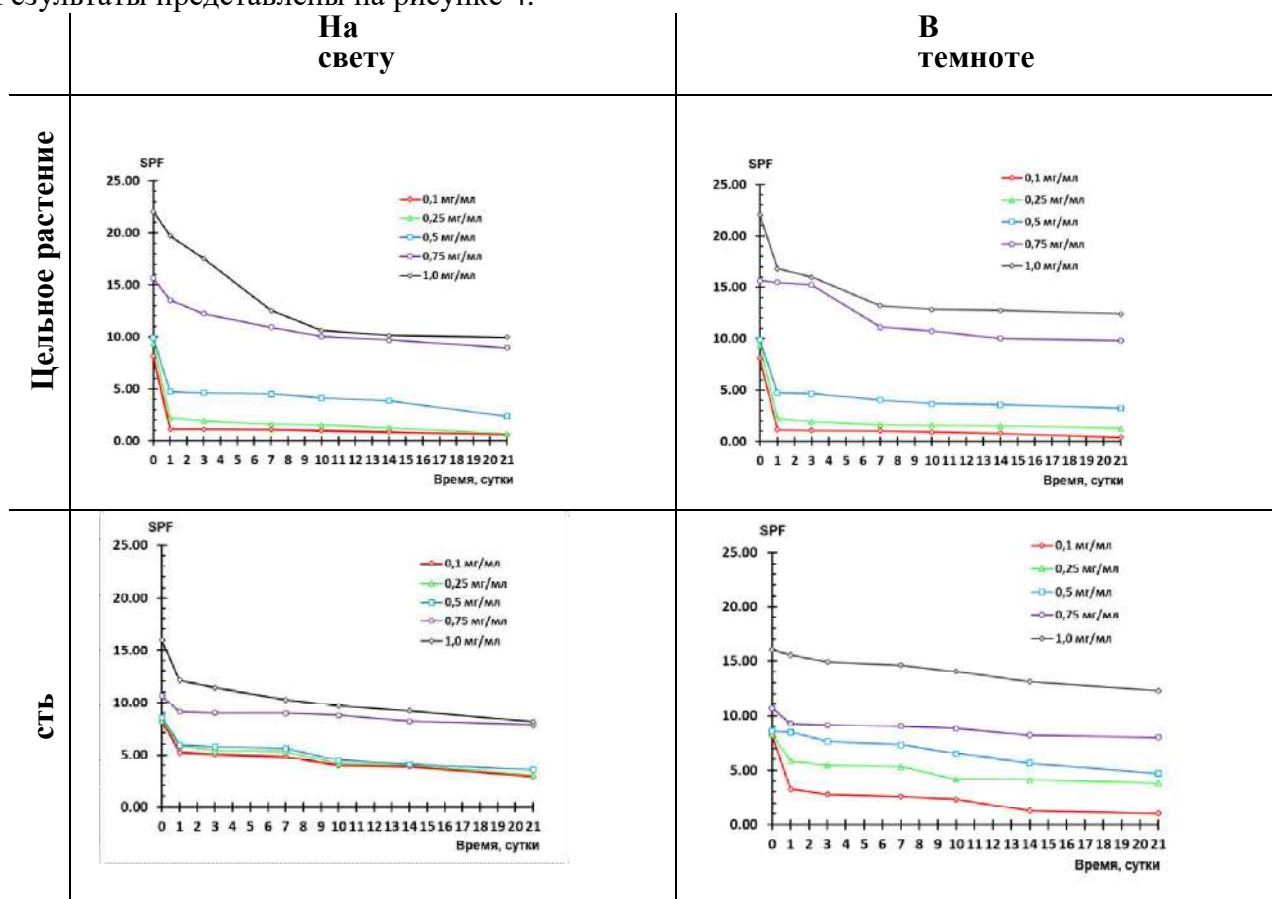 результаты представлены на рисунке 4.
На
свету
В
темноте
Цельное растение
SPF
25.00
20.00
15.00
10.00
5.00
0.00
0 1 2 3 4 5 6 7 8 9 10 11 12 13 14 15 16 17 18 19 20 21
Время, сутки
0,1 мг/мл
0,25 мг/мл
0,5 мг/мл
0,75 мг/мл
1,0 мг/мл
SPF
25.00
20.00
15.00
10.00
5.00
0.00
0 1 2 3 4 5 6 7 8 9 10 11 12 13 14 15 16 17 18 19 20 21
Время, сутки
0,1 мг/мл
0,25 мг/мл
0,5 мг/мл
0,75 мг/мл
1,0 мг/мл
сть
SPF
25.00
20.00
15.00
10.00
5.00
0.00
0 1 2 3 4 5 6 7 8 9 10 11 12 13 14 15 16 17 18 19 20 21
Время, сутки
0,1 мг/мл
0,25 мг/мл
0,5 мг/мл
0,75 мг/мл
1,0 мг/мл
SPF
25.00
20.00
15.00
10.00
5.00
0.00
0 1 2 3 4 5 6 7 8 9 10 11 12 13 14 15 16 17 18 19 20 21
Время, сутки
0,1 мг/мл
0,25 мг/мл
0,5 мг/мл
0,75 мг/мл
1,0 мг/мл